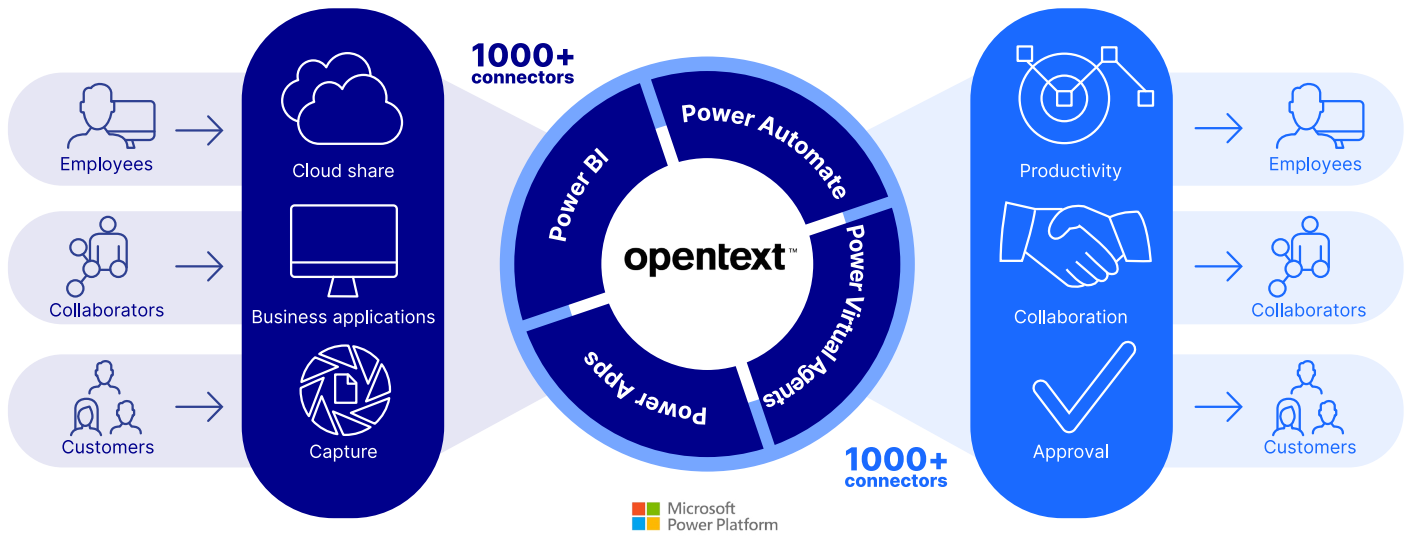 1000+
connectors
Employees
Collaborators
Customers
Cloud share
Business applications
Capture
Power BI
Power Automate
Power Virtual Agents
Power Apps
opentext™
Productivity
Collaboration
Approval
Employees
Collaborators
Customers
1000+
connectors
Microsoft
Power Platform